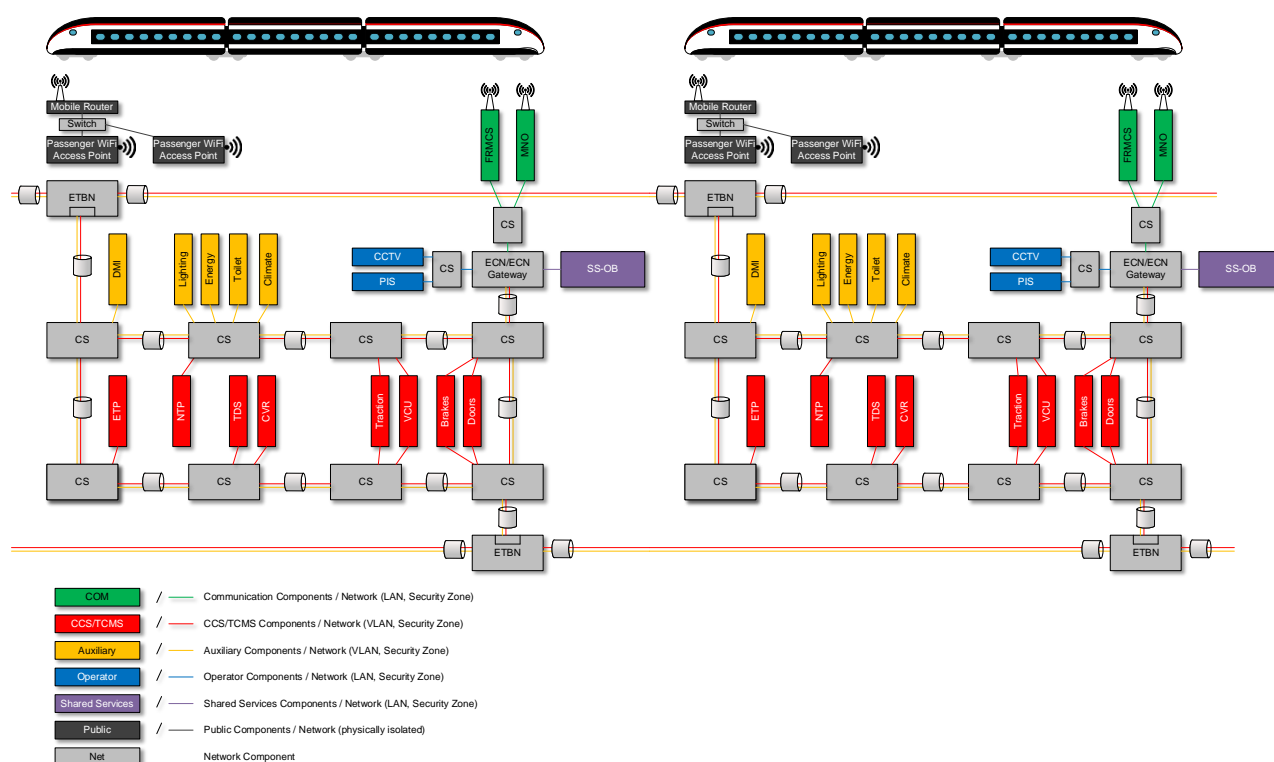 Mobile Router
Switch
Passenger WiFi
Access Point
Passenger WiFi
Access Point
FRMCS
MNO
Mobile Router
Switch
Passenger WiFi
Access Point
Passenger WiFi
Access Point
FRMCS
MNO
ETBN
CS
ETBN
CS
DMI
Lighting
Energy
Toilet
Climate
CCTV
PIS
CS
ECN/ECN
Gateway
SS-OB
DMI
Lighting
Energy
Toilet
Climate
CCTV
PIS
CS
ECN/ECN
Gateway
SS-OB
CS
CS
CS
CS
CS
CS
CS
CS
ETP
NTP
TDS
CVR
Traction
VCU
Brakes
Doors
ETP
NTP
TDS
CVR
Traction
VCU
Brakes
Doors
CS
CS
CS
CS
CS
CS
CS
CS
ETBN
ETBN
COM / Communication Components / Network (LAN, Security Zone)
CCS/TCMS / CCS/TCMS Components / Network (VLAN, Security Zone)
Auxiliary / Auxiliary Components / Network (VLAN, Security Zone)
Operator / Operator Components / Network (LAN, Security Zone)
Shared Services / Shared Services Components / Network (LAN, Security Zone)
Public / Public Components / Network (physically isolated)
Net Network Component